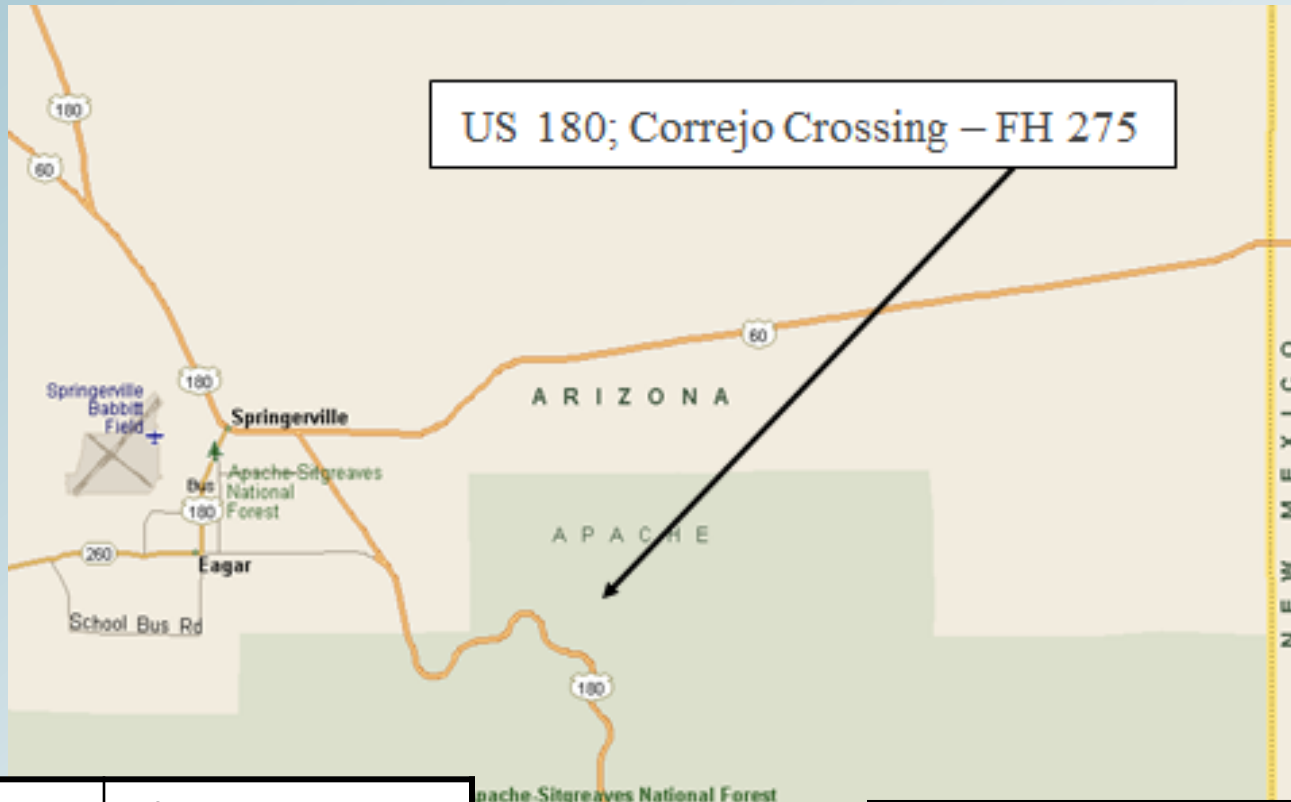 180
60
US 180; Correjo Crossing – FH 275
60
180
ARIZONA
Springerville
Babbitt
Field
Springerville
Apache-Sitgreaves
National
Forest
Bus
180
APACHE
260
Eagar
School Bus Rd
180
NEW MEXICO
pache-Sitgreaves National Forest